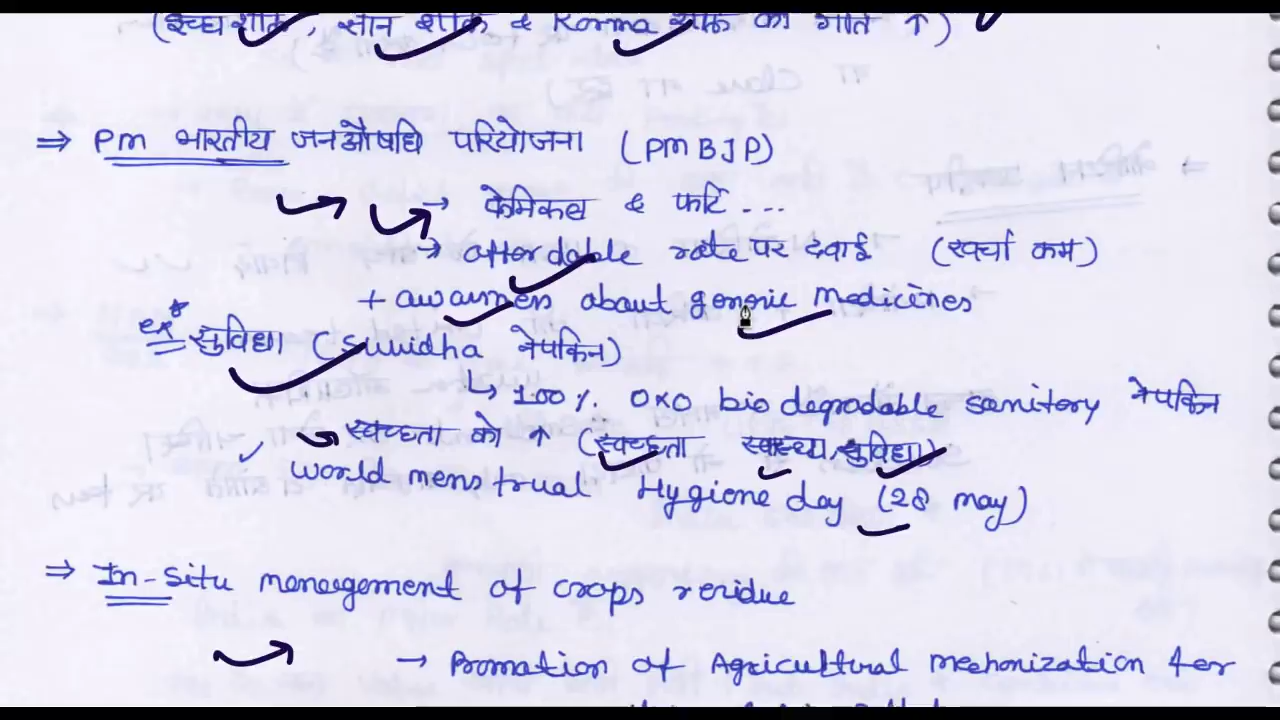 (इच्छाशक्ति, ज्ञान शक्ति & Karma शक्ति को गति ↑)
⇒ PM भारतीय जनऔषधि परियोजना (PMBJP)
→ केमिकल & फर्टि...
→ affordable rate पर दवाई (खर्चा कम)
+ awarness about generic medicines
ex* सुविधा (Suvidha नेपकिन)
↳ 100% oxo bio degradable sanitory नेपकिन
स्वच्छता को ↑ (स्वच्छता स्वास्थ्य, सुविधा)
world menstrual Hygiene day (28 may)
⇒ In-situ management of crops residue
→ Promotion of Agricultural mechanization for